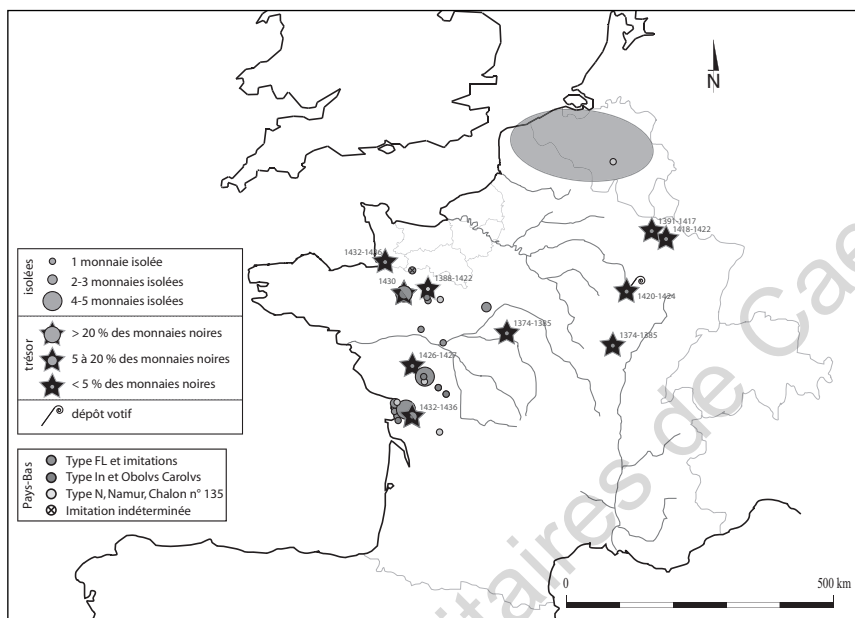 N
1391-1417
1418-1422
1432-1436
1430
1388-1422
1420-1424
1374-1385
1374-1385
1426-1427
1432-1436
isolées
1 monnaie isolée
2-3 monnaies isolées
4-5 monnaies isolées
trésor
> 20 % des monnaies noires
5 à 20 % des monnaies noires
< 5 % des monnaies noires
dépôt votif
Pays-Bas
Type FL et imitations
Type In et Obolvs Carolvs
Type N, Namur, Chalon n° 135
Imitation indéterminée
0
500 km
itaires de Cae